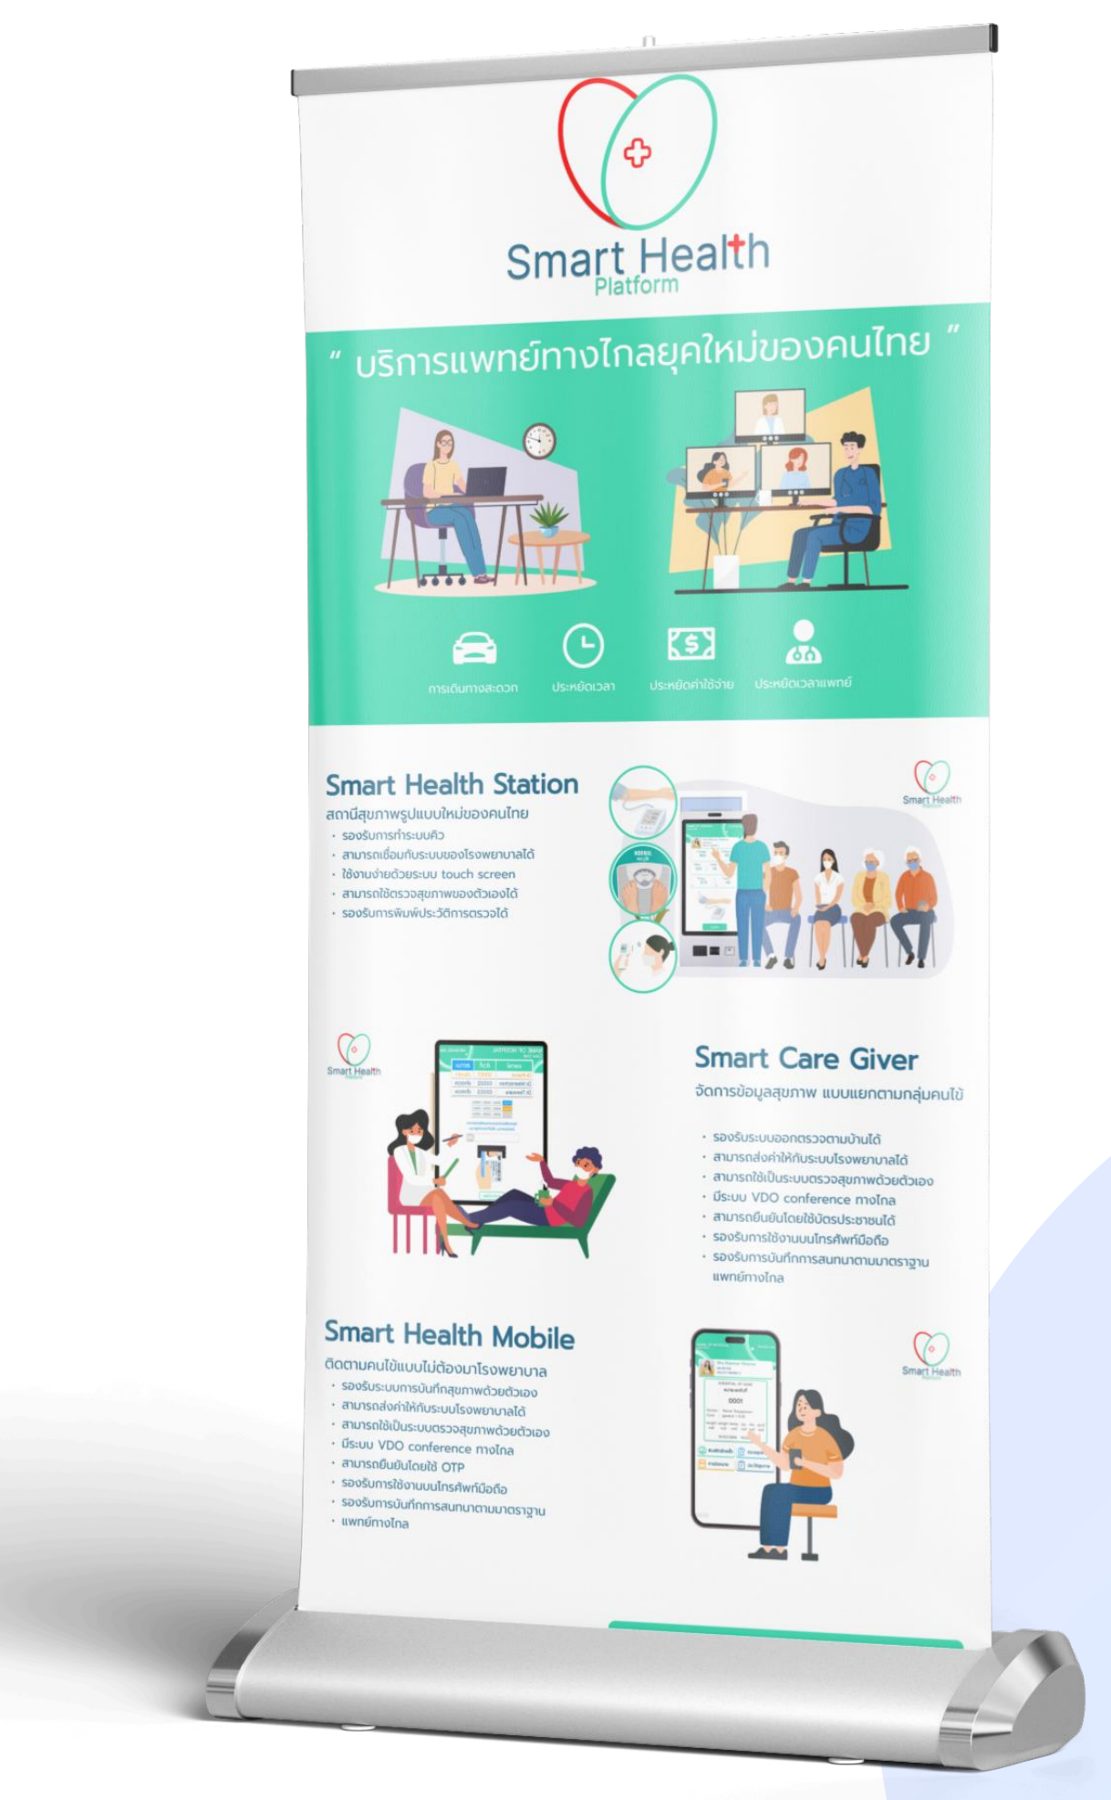 Smart Health
Platform
“ บริการแพทย์ทางไกลยุคใหม่ของคนไทย ”
การเดินทางสะดวก
ประหยัดเวลา
ประหยัดค่าใช้จ่าย
ประหยัดเวลาแพทย์
Smart Health Station
สถานีสุขภาพรูปแบบใหม่ของคนไทย
· รองรับการทำระบบคิว
· สามารถเชื่อมกับระบบของโรงพยาบาลได้
· ใช้งานง่ายด้วยระบบ touch screen
· สามารถใช้ตรวจสุขภาพของตัวเองได้
· รองรับการพิมพ์ประวัติการตรวจได้
Smart Health
Platform
Smart Health
Platform
Smart Care Giver
จัดการข้อมูลสุขภาพ แบบแยกตามกลุ่มคนไข้
· รองรับระบบออกตรวจตามบ้านได้
· สามารถส่งค่าให้กับระบบโรงพยาบาลได้
· สามารถใช้เป็นระบบตรวจสุขภาพด้วยตัวเอง
· มีระบบ VDO conference ทางไกล
· สามารถยืนยันโดยใช้บัตรประชาชนได้
· รองรับการใช้งานบนโทรศัพท์มือถือ
· รองรับการบันทึกการสนทนาตามมาตราฐาน
แพทย์ทางไกล
Smart Health Mobile
ติดตามคนไข้แบบไม่ต้องมาโรงพยาบาล
· รองรับระบบการบันทึกสุขภาพด้วยตัวเอง
· สามารถส่งค่าให้กับระบบโรงพยาบาลได้
· สามารถใช้เป็นระบบตรวจสุขภาพด้วยตัวเอง
· มีระบบ VDO conference ทางไกล
· สามารถยืนยันโดยใช้ OTP
· รองรับการใช้งานบนโทรศัพท์มือถือ
· รองรับการบันทึกการสนทนาตามมาตราฐาน
· แพทย์ทางไกล
0001
Smart Health
Platform